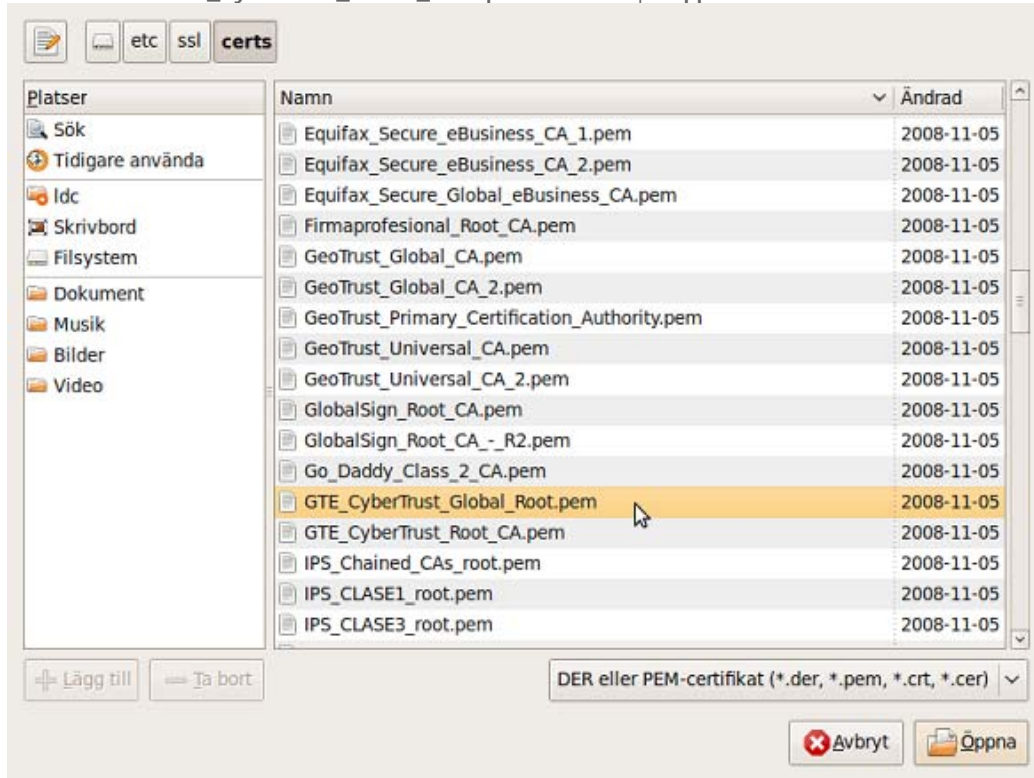 etc ssl certs
Platser
Sök
Tidigare använda
ldc
Skrivbord
Filsystem
Dokument
Musik
Bilder
Video
Namn Ändrad
Equifax_Secure_eBusiness_CA_1.pem 2008-11-05
Equifax_Secure_eBusiness_CA_2.pem 2008-11-05
Equifax_Secure_Global_eBusiness_CA.pem 2008-11-05
Firmaprofesional_Root_CA.pem 2008-11-05
GeoTrust_Global_CA.pem 2008-11-05
GeoTrust_Global_CA_2.pem 2008-11-05
GeoTrust_Primary_Certification_Authority.pem 2008-11-05
GeoTrust_Universal_CA.pem 2008-11-05
GeoTrust_Universal_CA_2.pem 2008-11-05
GlobalSign_Root_CA.pem 2008-11-05
GlobalSign_Root_CA_-_R2.pem 2008-11-05
Go_Daddy_Class_2_CA.pem 2008-11-05
GTE_CyberTrust_Global_Root.pem 2008-11-05
GTE_CyberTrust_Root_CA.pem 2008-11-05
IPS_Chained_CAs_root.pem 2008-11-05
IPS_CLASE1_root.pem 2008-11-05
IPS_CLASE3_root.pem 2008-11-05
Lägg till Ta bort DER eller PEM-certifikat (*.der, *.pem, *.crt, *.cer)
Avbryt Öppna